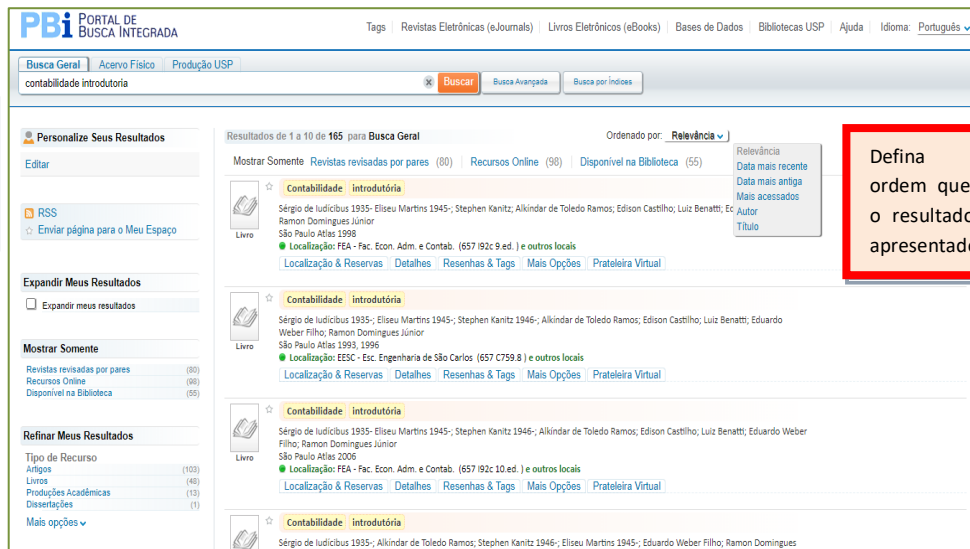 PBi PORTAL DE
BUSCA INTEGRADA
Tags Revistas Eletrônicas (eJournals) Livros Eletrônicos (eBooks) Bases de Dados Bibliotecas USP Ajuda Idioma: Português
Busca Geral Acervo Físico Produção USP
contabilidade introdutoria Buscar Busca Avançada Busca por Índices
Personalize Seus Resultados
Editar
RSS
Enviar página para o Meu Espaço
Expandir Meus Resultados
Expandir meus resultados
Mostrar Somente
Revistas revisadas por pares (80)
Recursos Online (98)
Disponível na Biblioteca (55)
Refinar Meus Resultados
Tipo de Recurso
Artigos (103)
Livros (48)
Produções Acadêmicas (13)
Dissertações (1)
Mais opções
Resultados de 1 a 10 de 165 para Busca Geral
Ordenado por: Relevância
Relevância
Data mais recente
Data mais antiga
Mais acessados
Autor
Título
Mostrar Somente Revistas revisadas por pares (80) Recursos Online (98) Disponível na Biblioteca (55)
Contabilidade introdutória
Sérgio de Iudícibus 1935- Eliseu Martins 1945-; Stephen Kanitz; Alkíndar de Toledo Ramos; Edison Castilho; Luiz Benatti;
Ramon Domingues Júnior
São Paulo Atlas 1998
Livro
Localização: FEA - Fac. Econ. Adm. e Contab. (657 I92c 9.ed. ) e outros locais
Localização & Reservas Detalhes Resenhas & Tags Mais Opções Prateleira Virtual
Contabilidade introdutória
Sérgio de Iudícibus 1935-; Eliseu Martins 1945-; Stephen Kanitz 1946-; Alkíndar de Toledo Ramos; Edison Castilho; Luiz Benatti; Eduardo
Weber Filho; Ramon Domingues Júnior
São Paulo Atlas 1993, 1996
Livro
Localização: EESC - Esc. Engenharia de São Carlos (657 C759.8 ) e outros locais
Localização & Reservas Detalhes Resenhas & Tags Mais Opções Prateleira Virtual
Contabilidade introdutória
Sérgio de Iudícibus 1935- Eliseu Martins 1945-; Stephen Kanitz 1946-; Alkíndar de Toledo Ramos; Edison Castilho; Luiz Benatti; Eduardo Weber
Filho; Ramon Domingues Júnior
São Paulo Atlas 2006
Livro
Localização: FEA - Fac. Econ. Adm. e Contab. (657 I92c 10.ed. ) e outros locais
Localização & Reservas Detalhes Resenhas & Tags Mais Opções Prateleira Virtual
Contabilidade introdutória
Sérgio de Iudícibus 1935-; Alkíndar de Toledo Ramos; Stephen Kanitz 1946-; Eliseu Martins 1945-; Eduardo Weber Filho; Ramon Domingues
Defina
ordem que
o resultado
apresentad